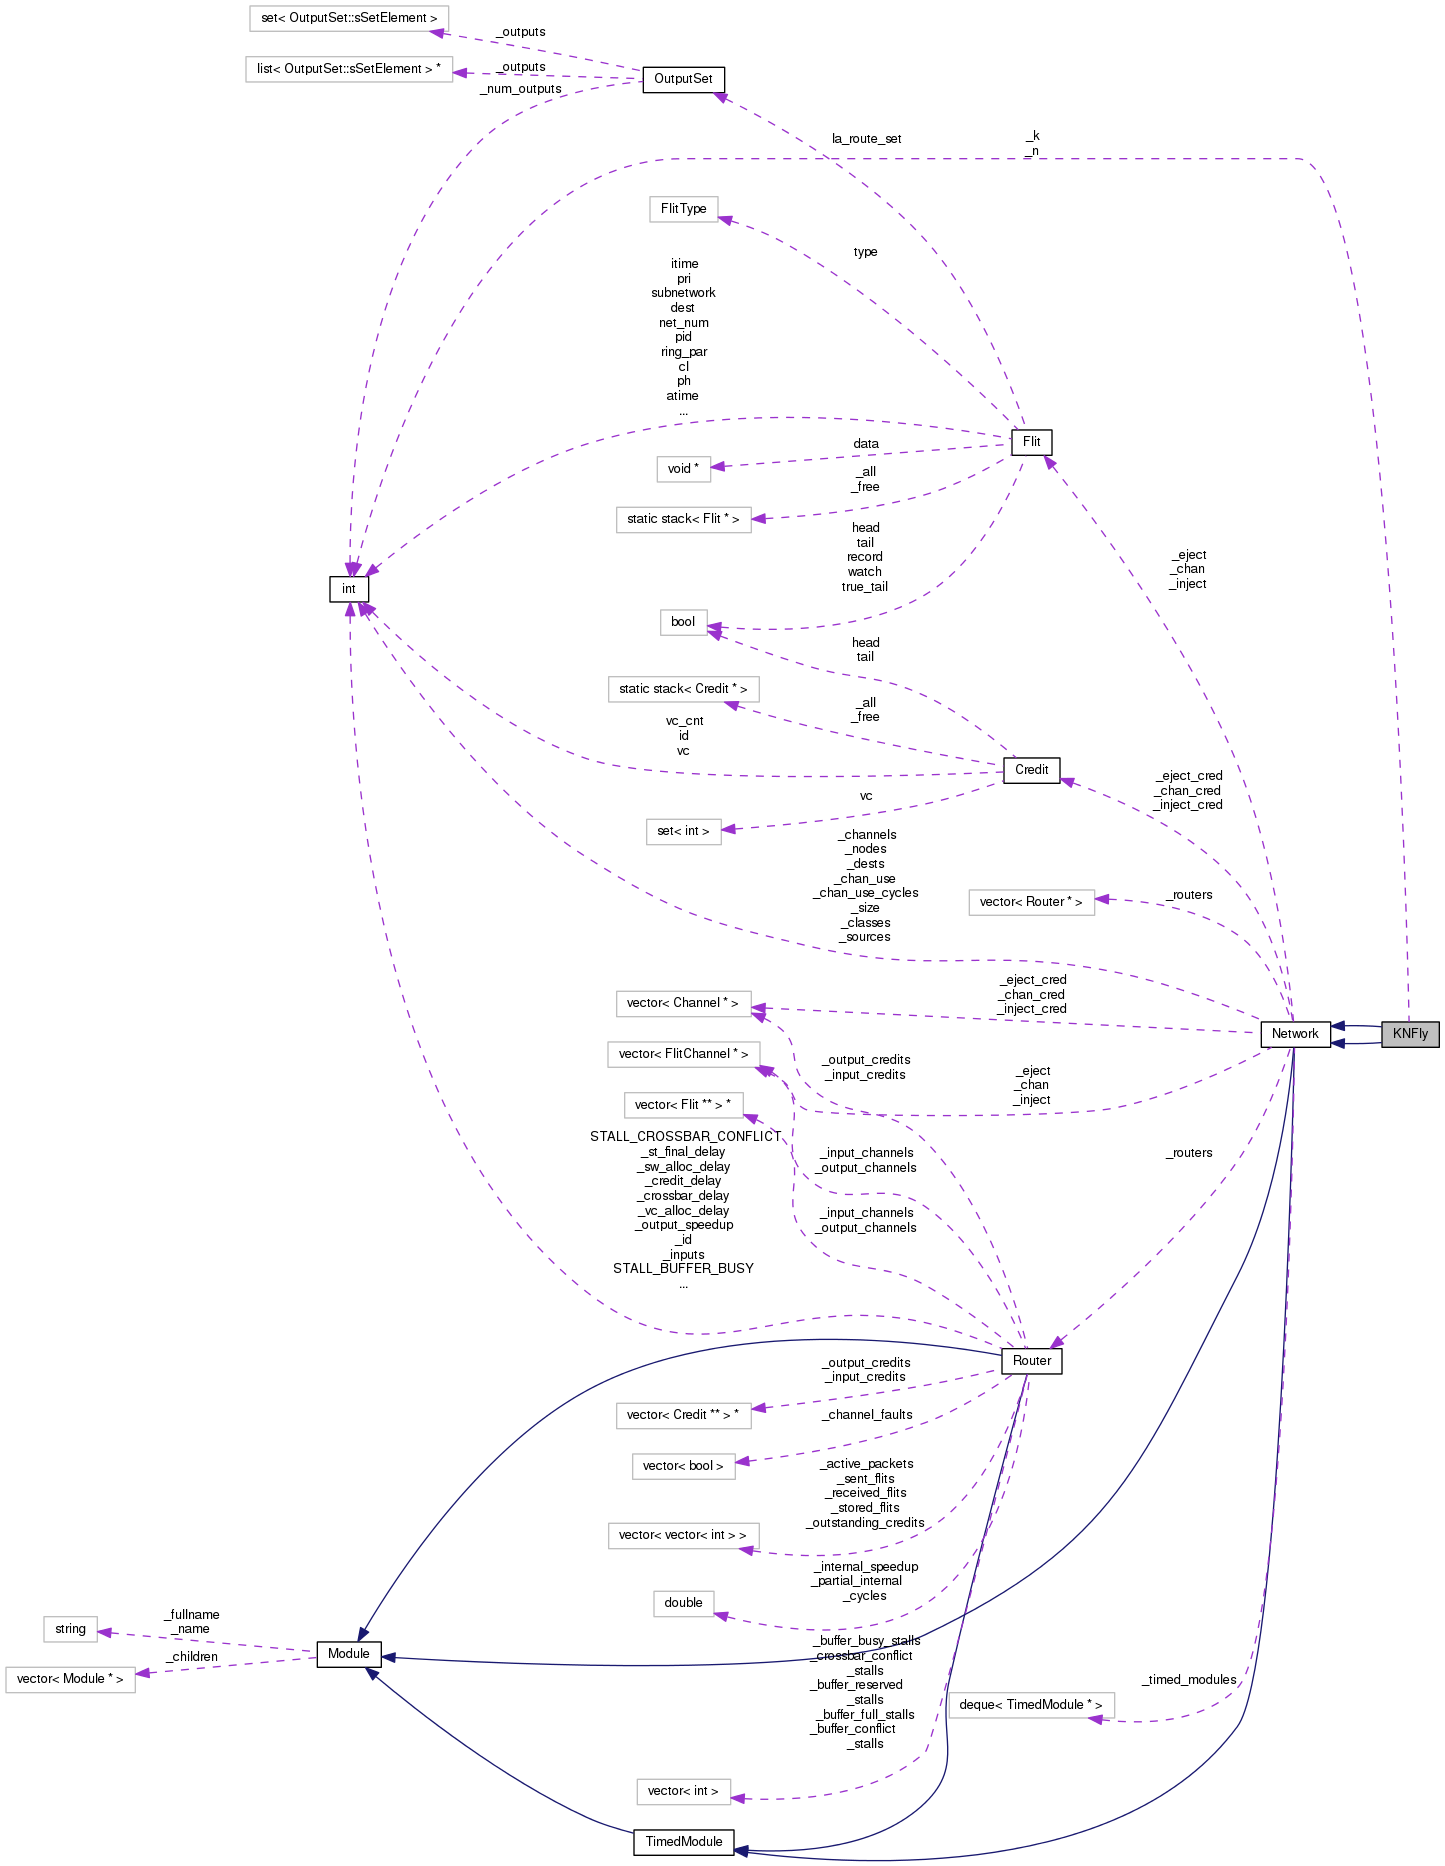 set< OutputSet::sSetElement >
_outputs
list< OutputSet::sSetElement > *
_outputs
OutputSet
_num_outputs
la_route_set
_k
_n
FlitType
type
itime
pri
subnetwork
dest
net_num
pid
ring_par
cl
ph
atime
...
Flit
data
void *
_all
_free
static stack< Flit * >
head
tail
record
watch
true_tail
_eject
_chan
_inject
int
bool
head
tail
static stack< Credit * >
_all
_free
vc_cnt
id
vc
Credit
_eject_cred
_chan_cred
_inject_cred
vc
set< int >
_channels
_nodes
_dests
_chan_use
_chan_use_cycles
_size
_classes
_sources
vector< Router * >
_routers
vector< Channel * >
_eject_cred
_chan_cred
_inject_cred
Network
KNFly
vector< FlitChannel * >
_output_credits
_input_credits
_eject
_chan
_inject
vector< Flit ** > *
STALL_CROSSBAR_CONFLICT
_st_final_delay
_sw_alloc_delay
_credit_delay
_crossbar_delay
_vc_alloc_delay
_output_speedup
_id
_inputs
STALL_BUFFER_BUSY
...
_input_channels
_output_channels
_routers
_input_channels
_output_channels
Router
_output_credits
_input_credits
vector< Credit ** > *
_channel_faults
vector< bool >
_active_packets
_sent_flits
_received_flits
_stored_flits
_outstanding_credits
vector< vector< int > >
_internal_speedup
_partial_internal
_cycles
double
string
_fullname
_name
Module
_children
vector< Module * >
_buffer_busy_stalls
_crossbar_conflict
_stalls
_buffer_reserved
_stalls
_buffer_full_stalls
_buffer_conflict
_stalls
_timed_modules
deque< TimedModule * >
vector< int >
TimedModule